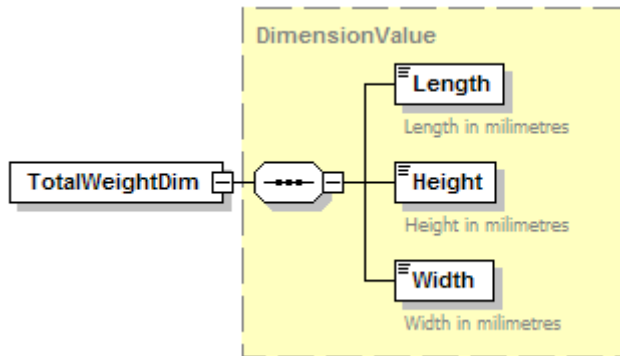 DimensionValue
Length
Length in milimetres
TotalWeightDim
Height
Height in milimetres
Width
Width in milimetres